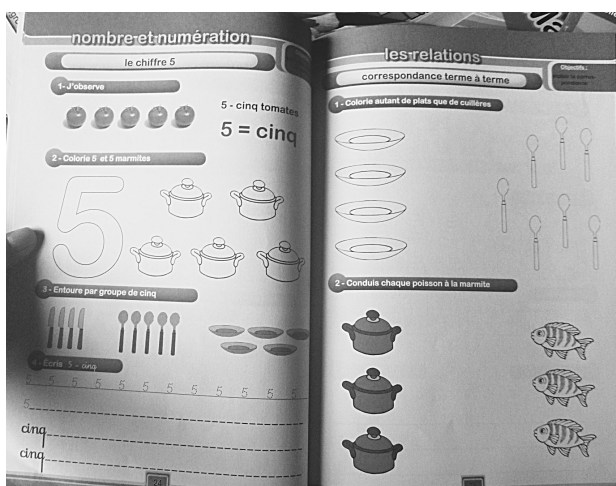 nombre et numération
le chiffre 5
1- J'observe
5 - cinq tomates
5 = cinq
2 - Colorie 5 et 5 marmites
5
3 - Entoure par groupe de cinq
4 - Écris 5 - cinq
5 5 5 5 5 5 5 5 5 5 5 5
5
cinq
cinq
24
les relations
Objectifs :
correspondance terme à terme
1 - Colorie autant de plats que de cuillères
2 - Conduis chaque poisson à la marmite